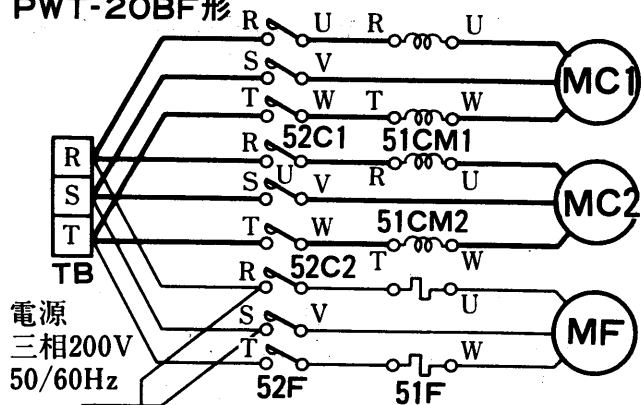 PWT-20BF形
R U R U
S V
MC1
T W T W
52C1 51CM1
R
R U
S U V
MC2
51CM2
T W
52C2 T W
R
S
T
TB
R
U
S V
MF
T W
52F 51F
電源
三相200V
50/60Hz